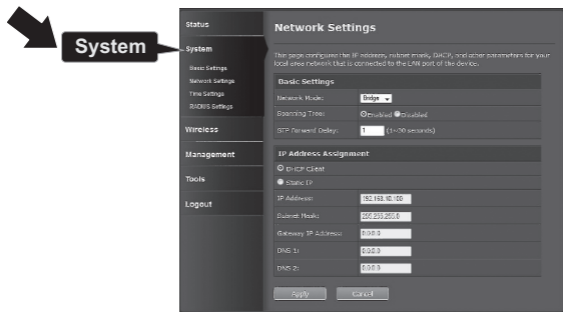 Status
System
System
Basic Settings
Network Settings
Time Settings
RADIUS Settings
Wireless
Management
Tools
Logout
Network Settings
This page configures the IP address, subnet mask, DHCP, and other parameters for your
local area network that is connected to the LAN port of the device.
Basic Settings
Network Mode: Bridge
Spanning Tree: Enabled Disabled
STP Forward Delay: 1 (1~30 seconds)
IP Address Assignment
DHCP Client
Static IP
IP Address: 192.168.10.100
Subnet Mask: 255.255.255.0
Gateway IP Address: 0.0.0.0
DNS 1: 0.0.0.0
DNS 2: 0.0.0.0
Apply Cancel